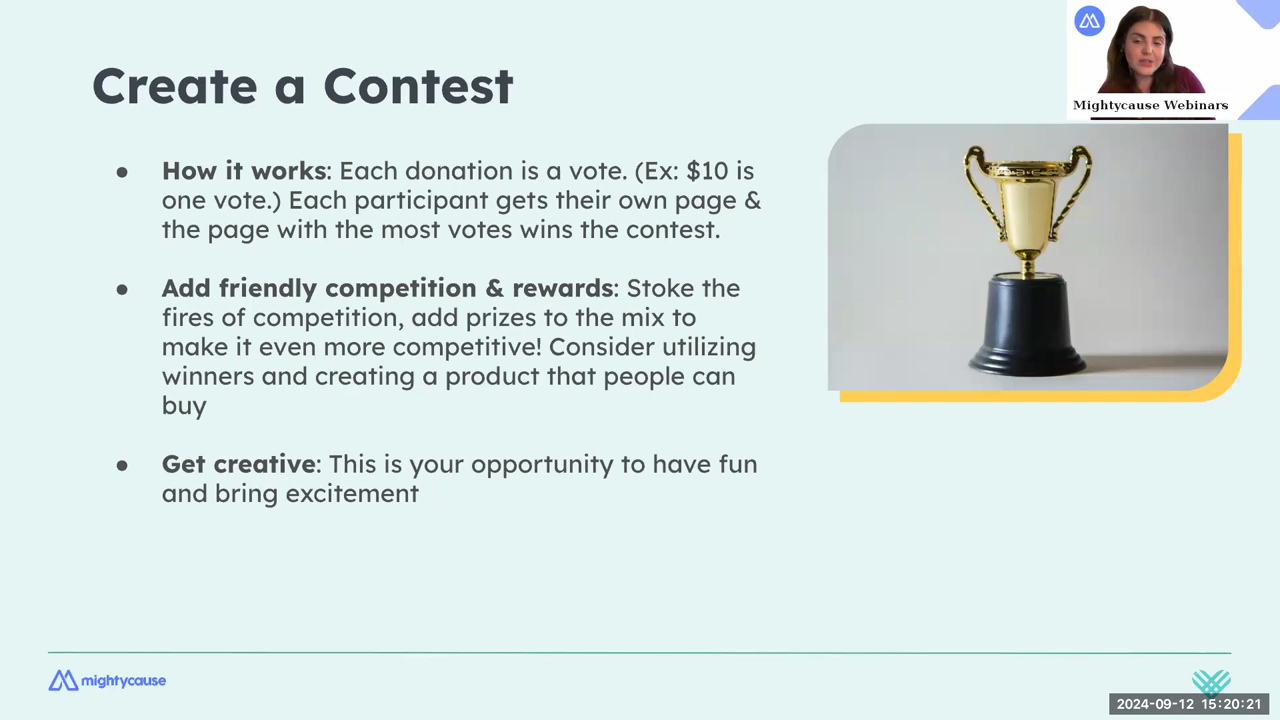 Create a Contest
Mightycause Webinars
● How it works: Each donation is a vote. (Ex: $10 is
one vote.) Each participant gets their own page &
the page with the most votes wins the contest.
● Add friendly competition & rewards: Stoke the
fires of competition, add prizes to the mix to
make it even more competitive! Consider utilizing
winners and creating a product that people can
buy
● Get creative: This is your opportunity to have fun
and bring excitement
mightycause
2024-09-12 15:20:21